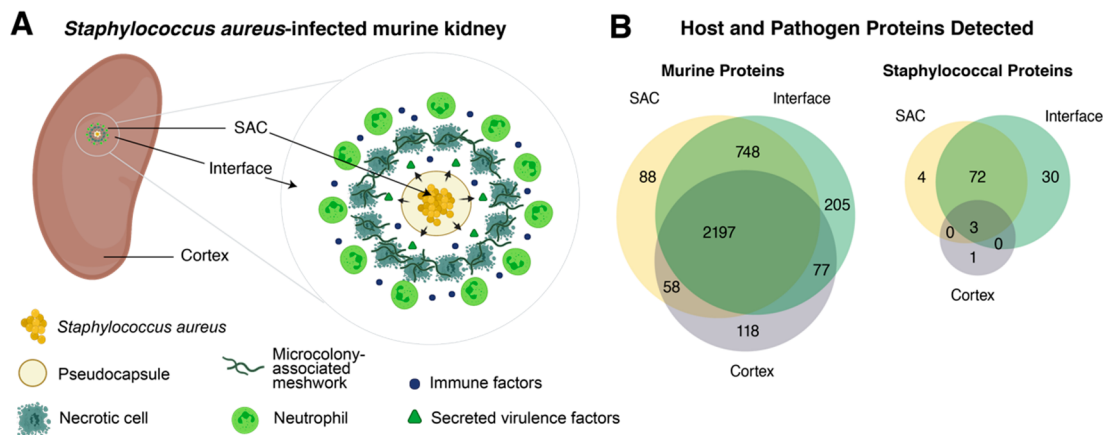 A
Staphylococcus aureus-infected murine kidney
SAC
Interface
Cortex
Staphylococcus aureus
Pseudocapsule
Necrotic cell
Microcolony-
associated
meshwork
Neutrophil
Immune factors
Secreted virulence factors
B
Host and Pathogen Proteins Detected
Murine Proteins
SAC
Interface
748
88
205
2197
77
58
118
Cortex
Staphylococcal Proteins
SAC
Interface
4
72
30
3
0
0
1
Cortex